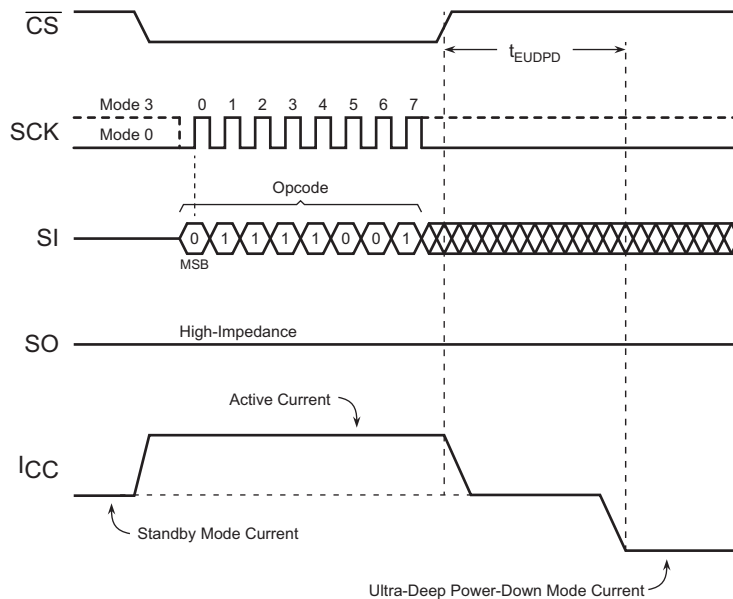 CS
tEUDPD
Mode 3
0 1 2 3 4 5 6 7
SCK
Mode 0
Opcode
SI
0 1 1 1 1 0 0 1
MSB
High-Impedance
SO
Active Current
ICC
Standby Mode Current
Ultra-Deep Power-Down Mode Current